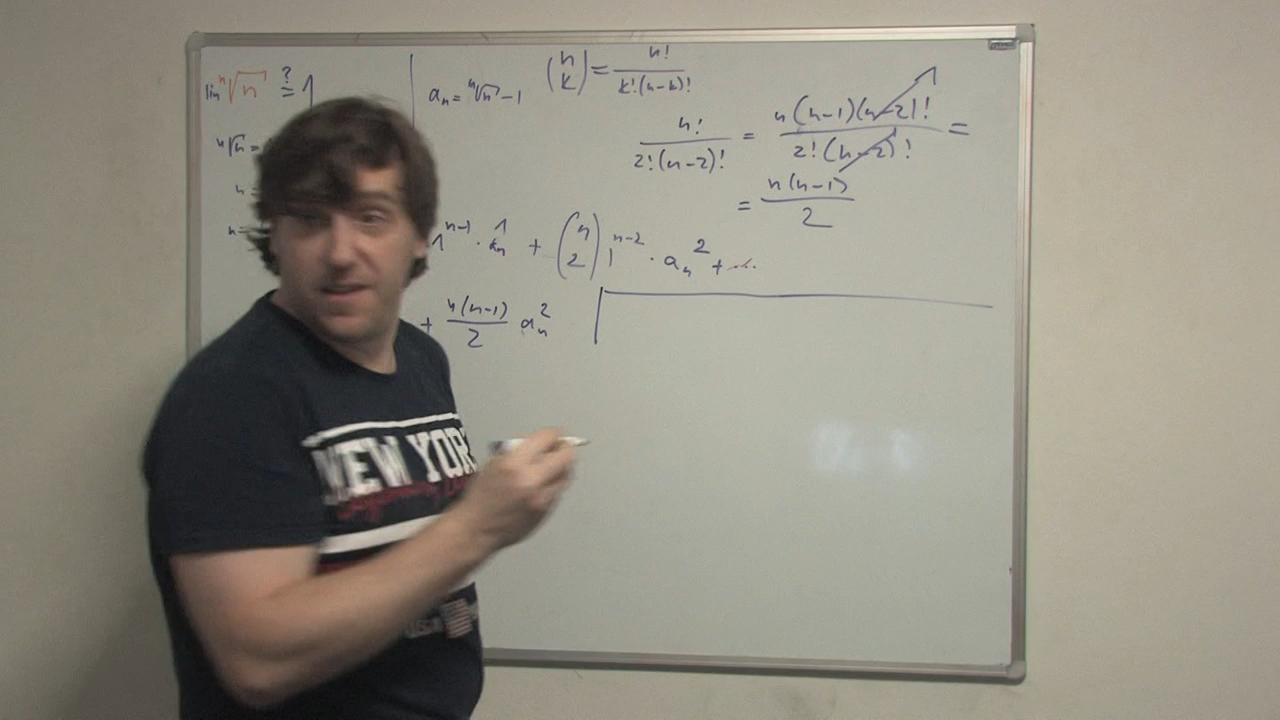 lim ⁿ√n ?= 1
aₙ = ⁿ√n - 1
(n k) = n! / k!(n-k)!
n! / 2!(n-2)! = n(n-1)(n-2)! / 2!(n-2)! =
= n(n-1) / 2
ⁿ√n =
n =
n =
1ⁿ⁻¹ · aₙ¹ + (n 2) 1ⁿ⁻² · aₙ² + ...
+ n(n-1)/2 aₙ²
NEW YOR